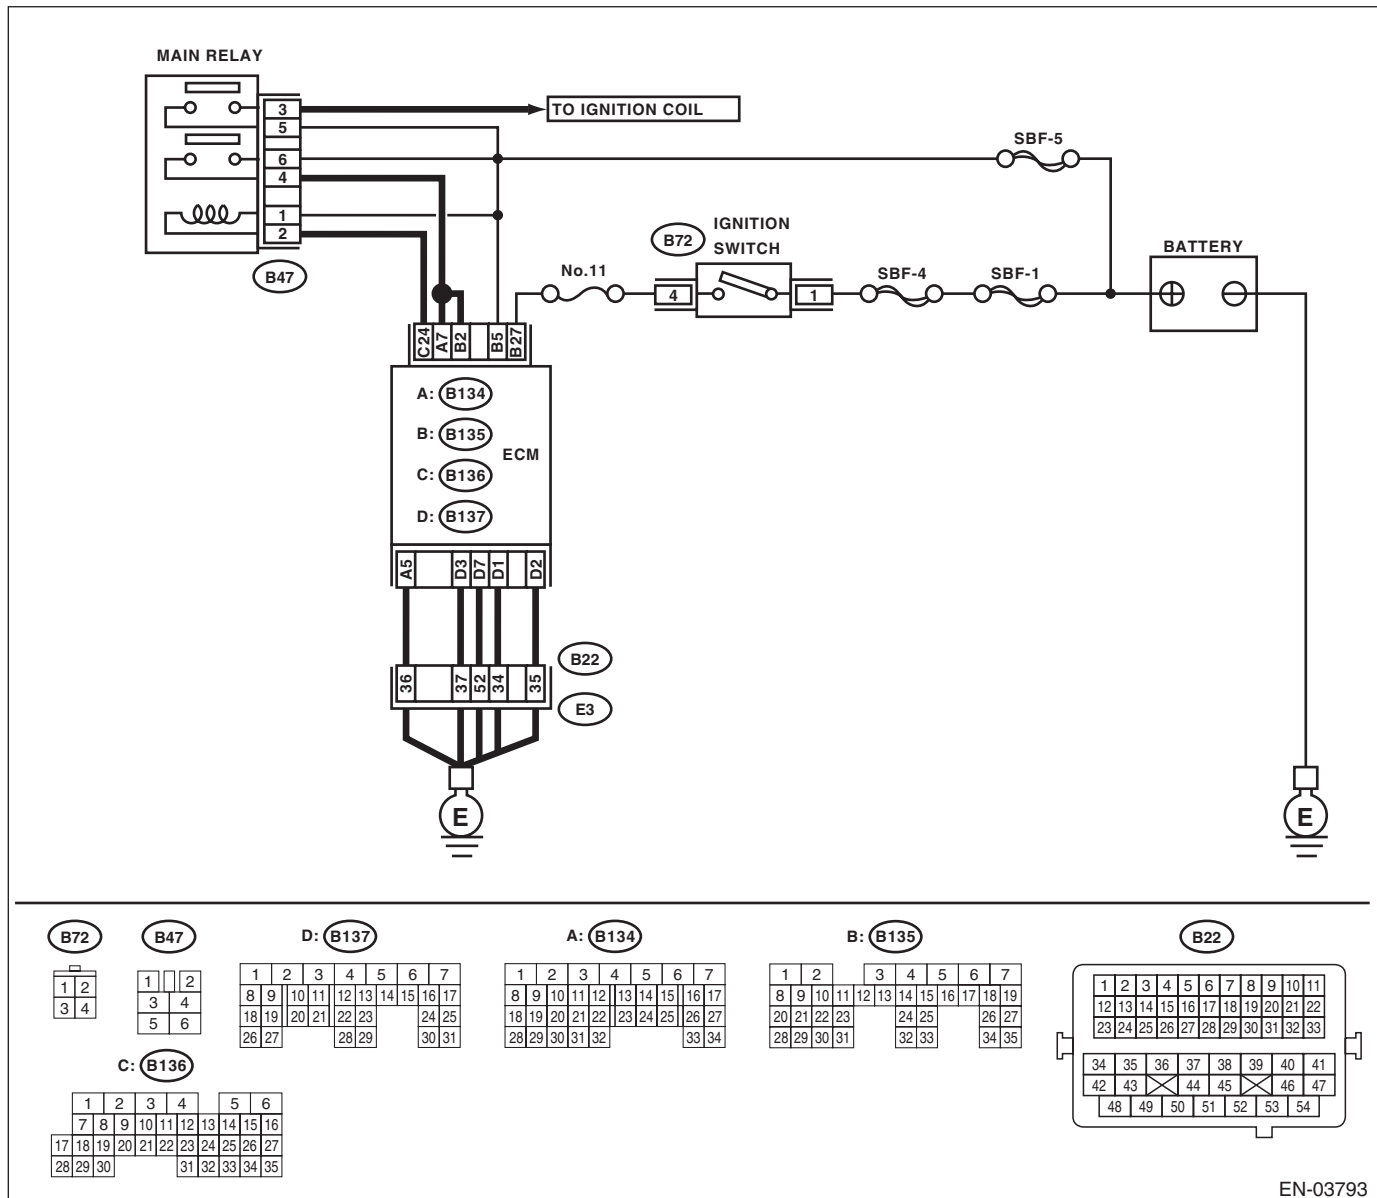 MAIN RELAY
3
TO IGNITION COIL
5
6
4
1
2
B47
SBF-5
B72
IGNITION
SWITCH
No.11
4
1
SBF-4
SBF-1
BATTERY
C24
A7
B2
B5
B27
A: B134
B: B135
ECM
C: B136
D: B137
A5
D3
D7
D1
D2
B22
36
37
52
34
35
E3
E
E
B72
1 2
3 4
B47
1 2
3 4
5 6
D: B137
1 2 3 4 5 6 7
8 9 10 11 12 13 14 15 16 17
18 19 20 21 22 23 24 25
26 27 28 29 30 31
A: B134
1 2 3 4 5 6 7
8 9 10 11 12 13 14 15 16 17
18 19 20 21 22 23 24 25 26 27
28 29 30 31 32 33 34
B: B135
1 2 3 4 5 6 7
8 9 10 11 12 13 14 15 16 17 18 19
20 21 22 23 24 25 26 27
28 29 30 31 32 33 34 35
B22
1 2 3 4 5 6 7 8 9 10 11
12 13 14 15 16 17 18 19 20 21 22
23 24 25 26 27 28 29 30 31 32 33
34 35 36 37 38 39 40 41
42 43 44 45 46 47
48 49 50 51 52 53 54
C: B136
1 2 3 4 5 6
7 8 9 10 11 12 13 14 15 16
17 18 19 20 21 22 23 24 25 26 27
28 29 30 31 32 33 34 35
EN-03793